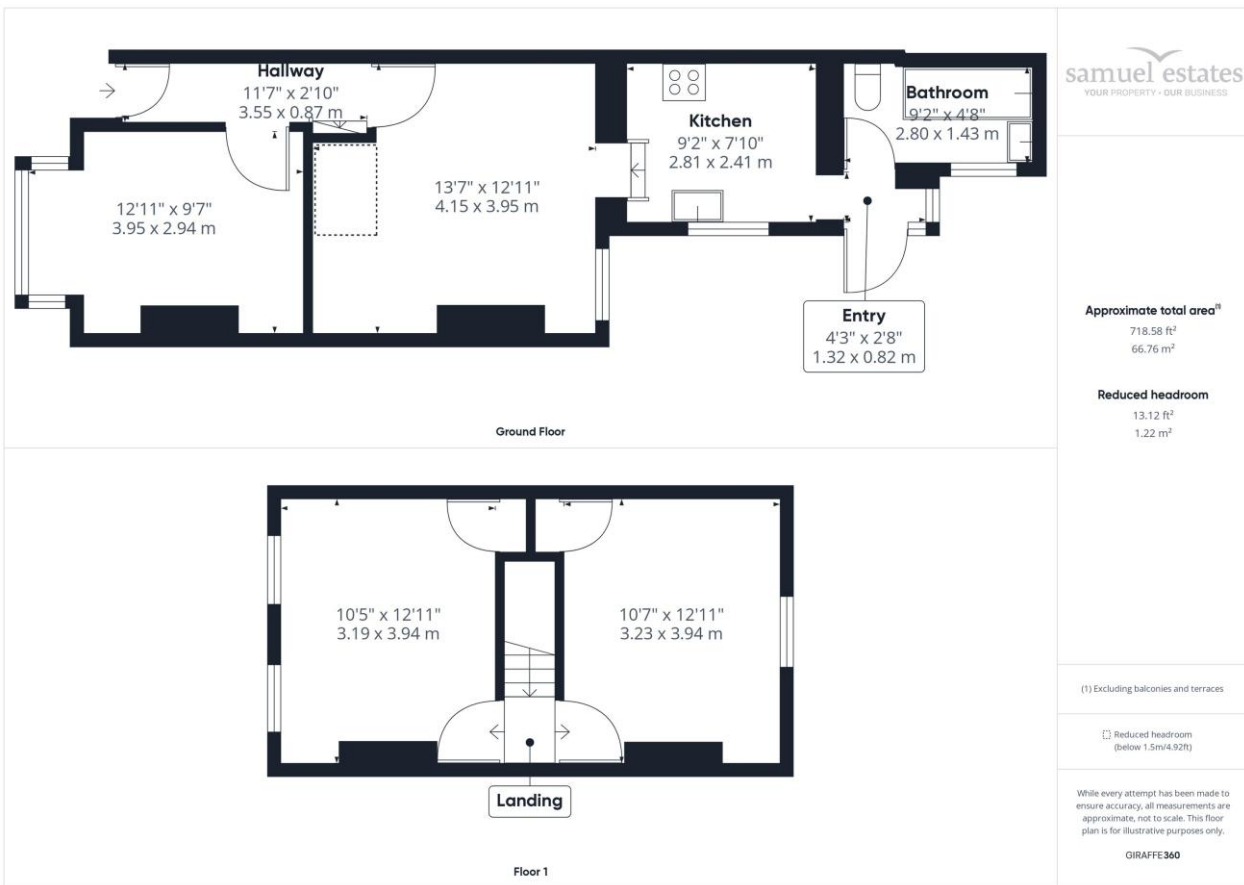 Hallway
11'7" x 2'10"
3.55 x 0.87 m
12'11" x 9'7"
3.95 x 2.94 m
13'7" x 12'11"
4.15 x 3.95 m
Kitchen
9'2" x 7'10"
2.81 x 2.41 m
Bathroom
9'2" x 4'8"
2.80 x 1.43 m
Entry
4'3" x 2'8"
1.32 x 0.82 m
Ground Floor
10'5" x 12'11"
3.19 x 3.94 m
10'7" x 12'11"
3.23 x 3.94 m
Landing
Floor 1
samuel estates
YOUR PROPERTY • OUR BUSINESS
Approximate total area(1)
718.58 ft²
66.76 m²
Reduced headroom
13.12 ft²
1.22 m²
(1) Excluding balconies and terraces
Reduced headroom
(below 1.5m/4.92ft)
While every attempt has been made to
ensure accuracy, all measurements are
approximate, not to scale. This floor
plan is for illustrative purposes only.
GIRAFFE360